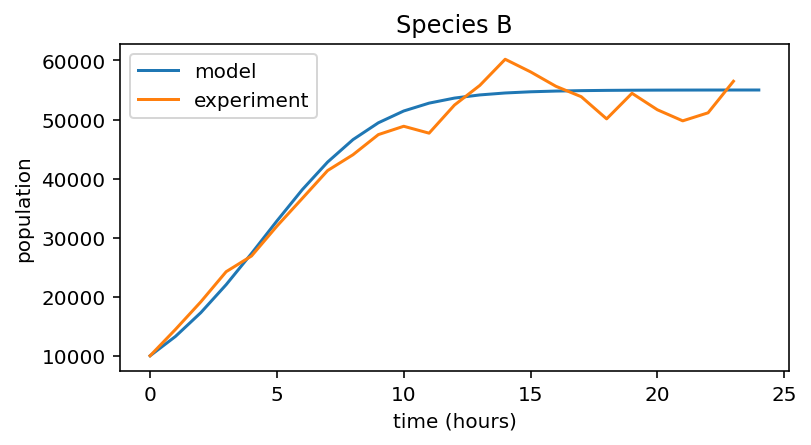 Species B
model
experiment
60000
50000
40000
30000
20000
10000
population
0 5 10 15 20 25
time (hours)